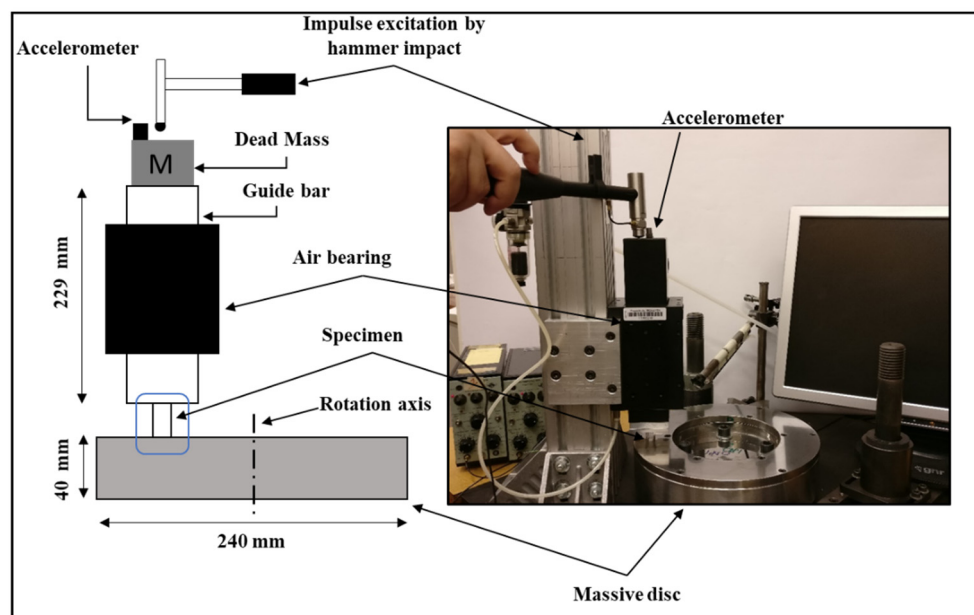 Impulse excitation by
hammer impact
Accelerometer
Accelerometer
Dead Mass
M
Guide bar
Air bearing
229 mm
Specimen
Rotation axis
40 mm
240 mm
Massive disc